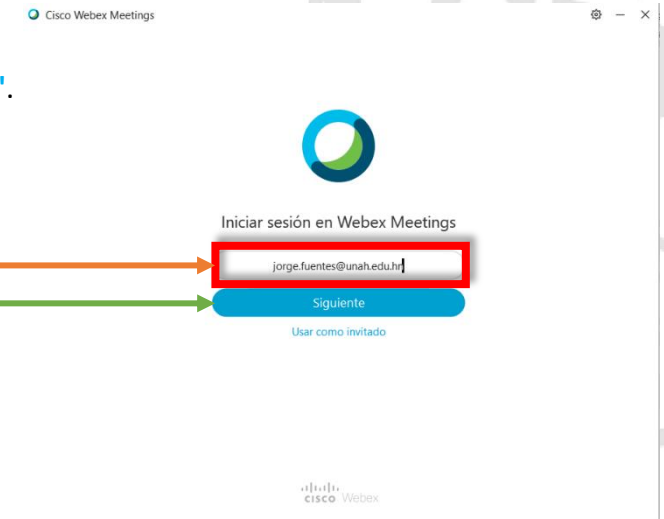 Cisco Webex Meetings
".
Iniciar sesión en Webex Meetings
jorge.fuentes@unah.edu.hn
Siguiente
Usar como invitado
CISCO Webex